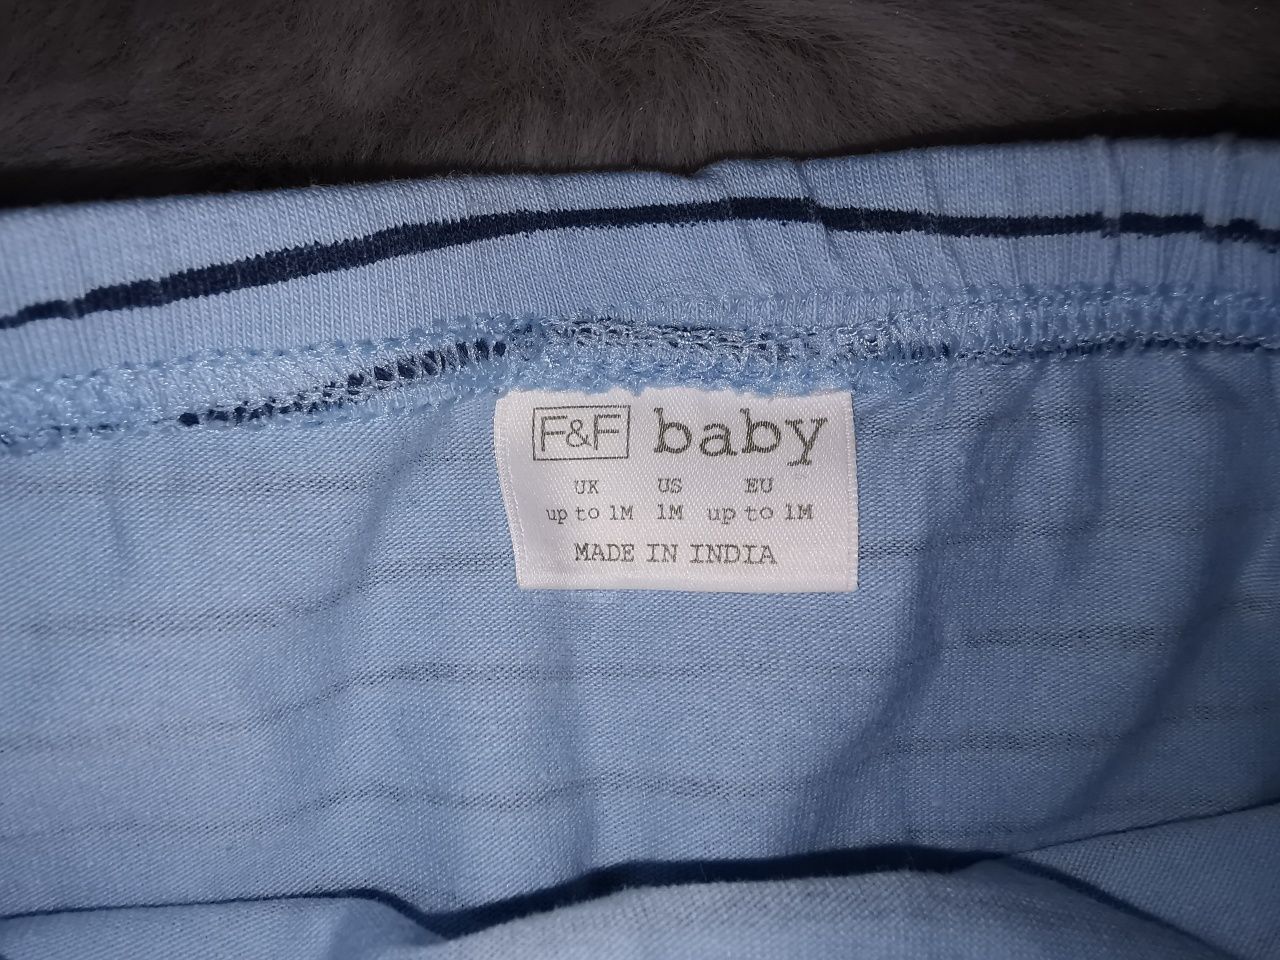 F&F baby
UK US EU
up to 1M 1M up to 1M
MADE IN INDIA